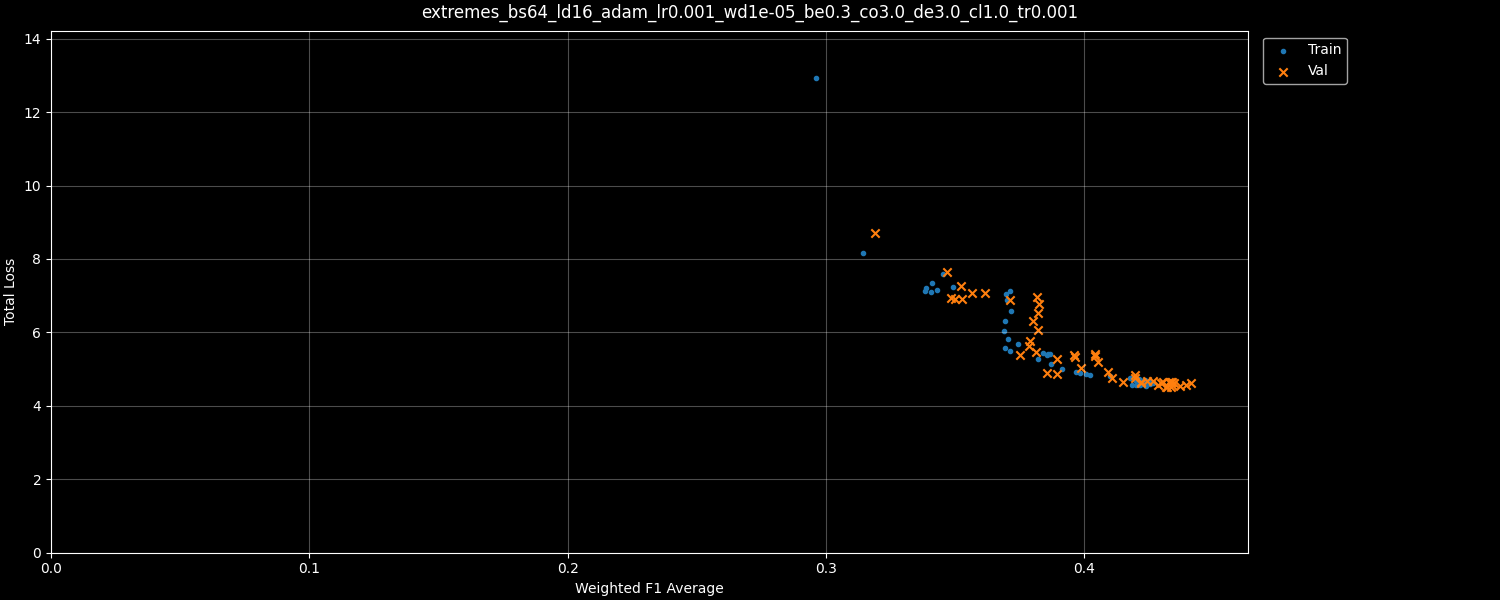 extremes_bs64_ld16_adam_lr0.001_wd1e-05_be0.3_co3.0_de3.0_cl1.0_tr0.001
14
12
10
8
6
4
2
0
Total Loss
0.0 0.1 0.2 0.3 0.4
Weighted F1 Average
Train
Val